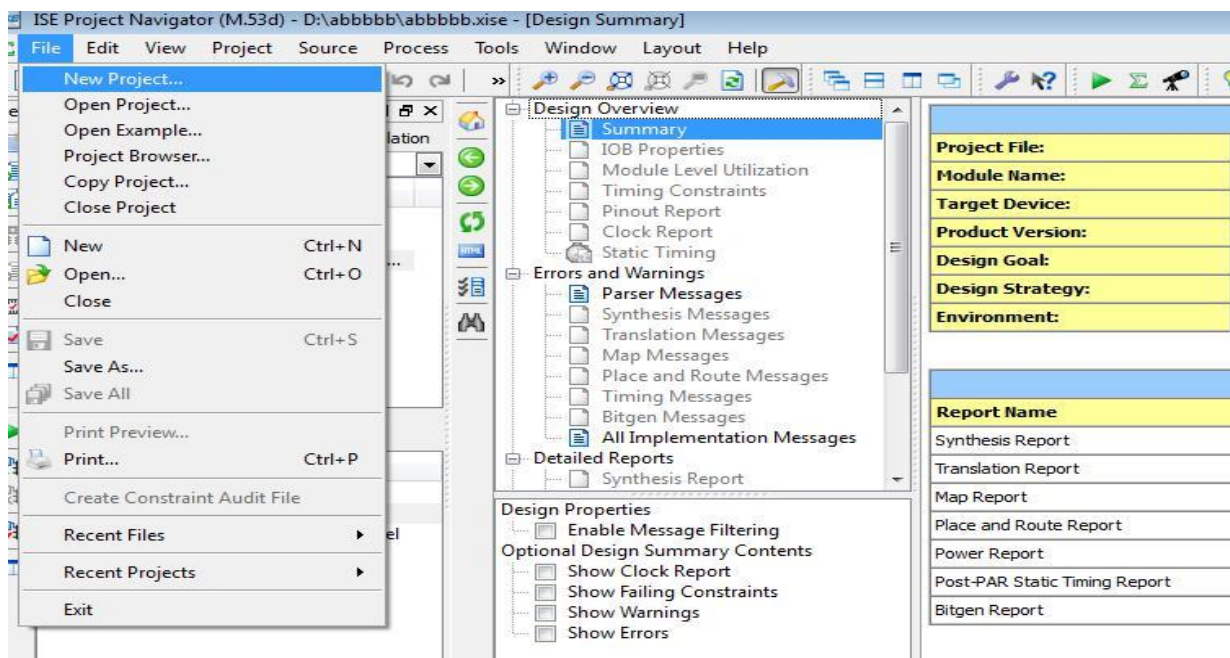 ISE Project Navigator (M.53d) - D:\abbbbb\abbbbb.xise - [Design Summary]
File Edit View Project Source Process Tools Window Layout Help
New Project...
Open Project...
Open Example...
Project Browser...
Copy Project...
Close Project
New Ctrl+N
Open... Ctrl+O
Close
Save Ctrl+S
Save As...
Save All
Print Preview...
Print... Ctrl+P
Create Constraint Audit File
Recent Files
Recent Projects
Exit
lation
...
el
HTML
Design Overview
Summary
IOB Properties
Module Level Utilization
Timing Constraints
Pinout Report
Clock Report
Static Timing
Errors and Warnings
Parser Messages
Synthesis Messages
Translation Messages
Map Messages
Place and Route Messages
Timing Messages
Bitgen Messages
All Implementation Messages
Detailed Reports
Synthesis Report
Design Properties
Enable Message Filtering
Optional Design Summary Contents
Show Clock Report
Show Failing Constraints
Show Warnings
Show Errors
Project File:
Module Name:
Target Device:
Product Version:
Design Goal:
Design Strategy:
Environment:
Report Name
Synthesis Report
Translation Report
Map Report
Place and Route Report
Power Report
Post-PAR Static Timing Report
Bitgen Report